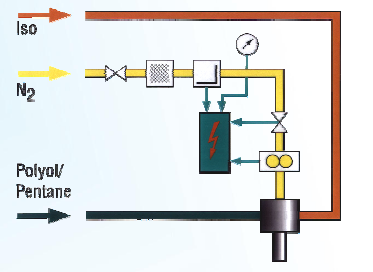 Iso
N2
Polyol/
Pentane